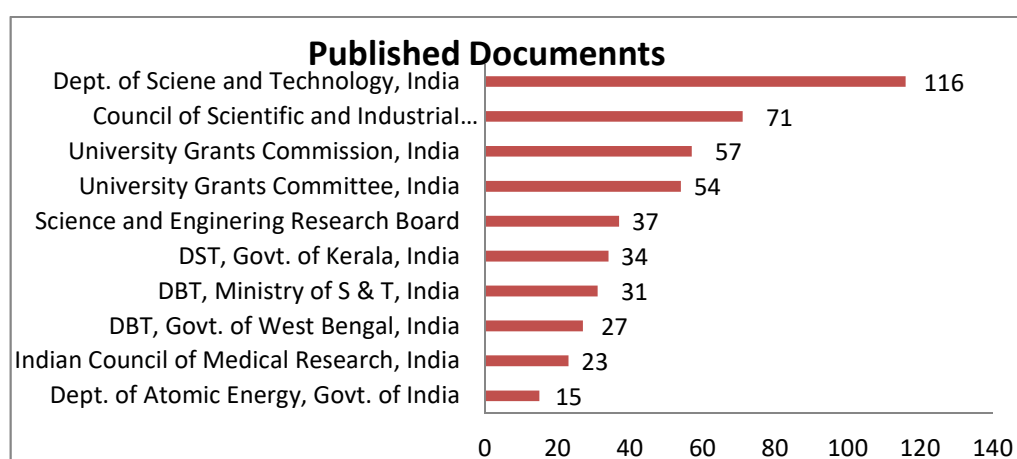 Published Documennts
Dept. of Sciene and Technology, India 116
Council of Scientific and Industrial... 71
University Grants Commission, India 57
University Grants Committee, India 54
Science and Enginering Research Board 37
DST, Govt. of Kerala, India 34
DBT, Ministry of S & T, India 31
DBT, Govt. of West Bengal, India 27
Indian Council of Medical Research, India 23
Dept. of Atomic Energy, Govt. of India 15
0 20 40 60 80 100 120 140